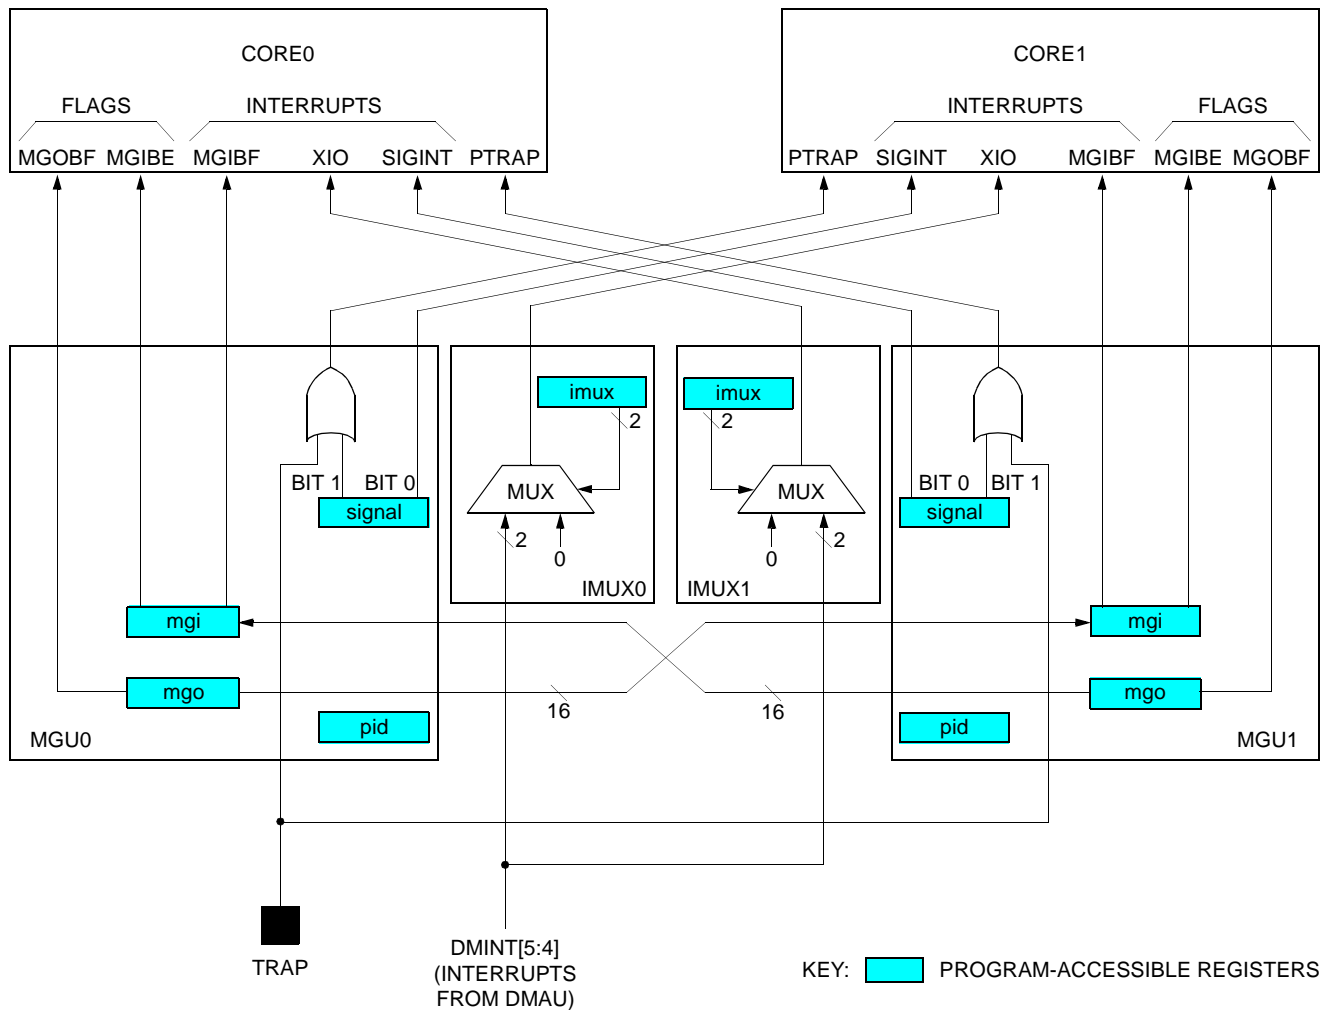 CORE0
CORE1
FLAGS
INTERRUPTS
INTERRUPTS
FLAGS
MGOBF MGIBE MGIBF XIO SIGINT PTRAP
PTRAP SIGINT XIO MGIBF MGIBE MGOBF
imux
2
imux
2
BIT 1 BIT 0
signal
MUX
2
0
IMUX0
MUX
0
2
IMUX1
BIT 0 BIT 1
signal
mgi
mgi
mgo
16
16
mgo
pid
pid
MGU0
MGU1
TRAP
DMINT[5:4]
(INTERRUPTS
FROM DMAU)
KEY: PROGRAM-ACCESSIBLE REGISTERS